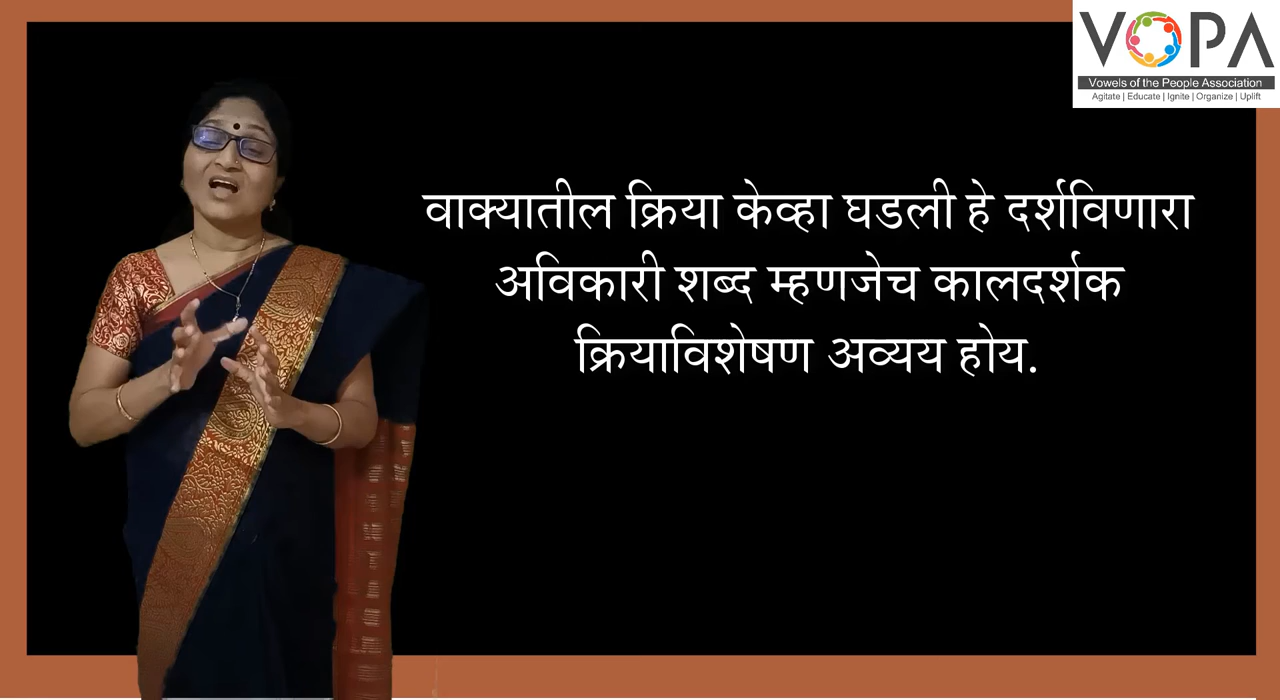 VOPA
Vowels of the People Association
Agitate | Educate | Ignite | Organize | Uplift
वाक्यातील क्रिया केव्हा घडली हे दर्शविणारा
अविकारी शब्द म्हणजेच कालदर्शक
क्रियाविशेषण अव्यय होय.